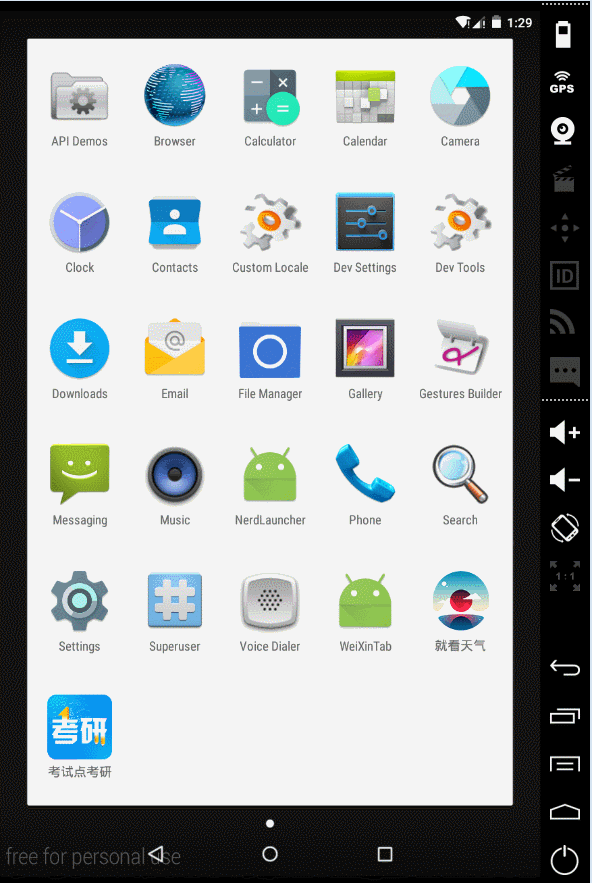 1:29
GPS
API Demos
Browser
Calculator
Calendar
Camera
Clock
Contacts
Custom Locale
Dev Settings
Dev Tools
ID
Downloads
Email
File Manager
Gallery
Gestures Builder
Messaging
Music
NerdLauncher
Phone
Search
1:1
Settings
Superuser
Voice Dialer
WeiXinTab
就看天气
考研
考试点考研
free for personal use